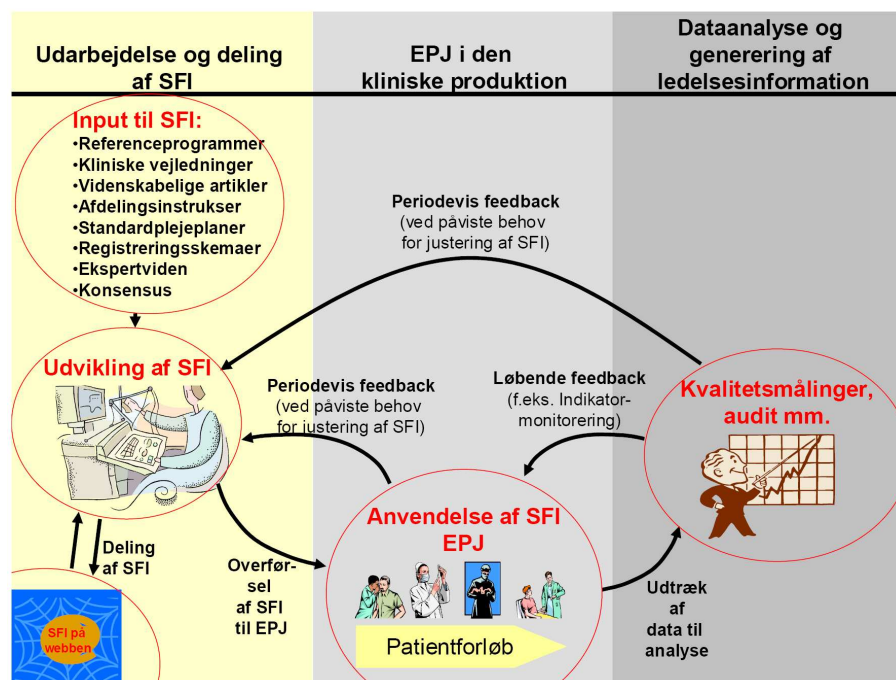 Udarbejdelse og deling
af SFI
EPJ i den
kliniske produktion
Dataanalyse og
generering af
ledelsesinformation
Input til SFI:
•Referenceprogrammer
•Kliniske vejledninger
•Videnskabelige artikler
•Afdelingsinstrukser
•Standardplejeplaner
•Registreringsskemaer
•Ekspertviden
•Konsensus
Periodevis feedback
(ved påviste behov
for justering af SFI)
Udvikling af SFI
Periodevis feedback
(ved påviste behov
for justering af SFI)
Løbende feedback
(f.eks. Indikator-
monitorering)
Kvalitetsmålinger,
audit mm.
Anvendelse af SFI
EPJ
Deling
af SFI
Overfør-
sel
af SFI
til EPJ
Udtræk
af
data til
analyse
SFI på
webben
Patientforløb